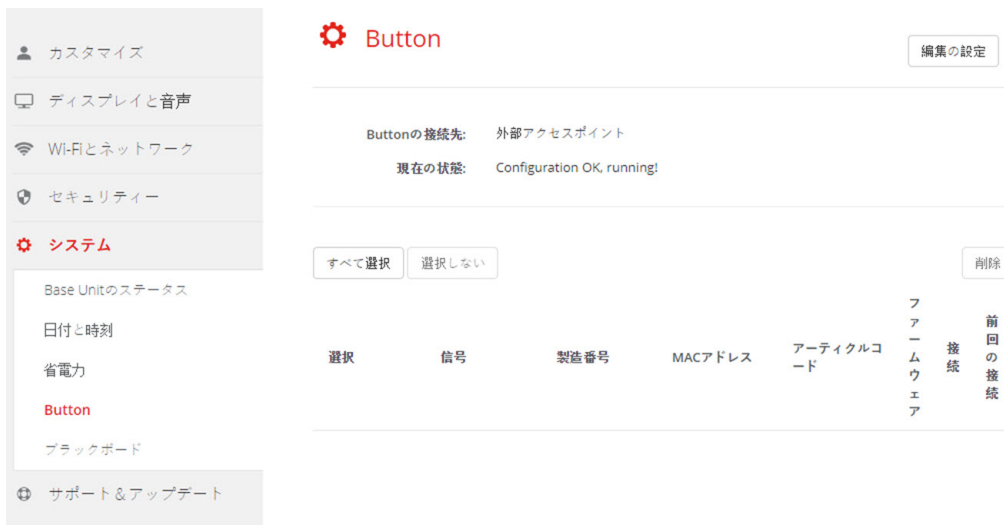 カスタマイズ
ディスプレイと音声
Wi-Fiとネットワーク
セキュリティー
システム
Base Unitのステータス
日付と時刻
省電力
Button
ブラックボード
サポート＆アップデート
Button
編集の設定
Buttonの接続先: 外部アクセスポイント
現在の状態: Configuration OK, running!
すべて選択 選択しない 削除
選択 信号 製造番号 MACアドレス アーティクルコード ファームウェア 接続 前回の接続